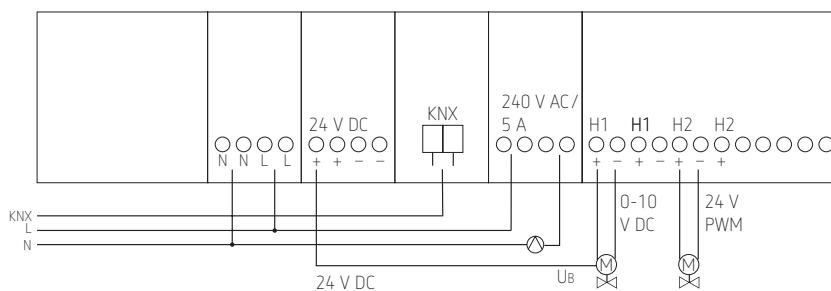 240 V AC/
KNX
24 V DC
5 A
H1 H1 H2 H2
N N L L
+ + − −
+ − + − + − +
KNX
L
N
0-10
V DC
24 V
PWM
M
M
24 V DC
UB